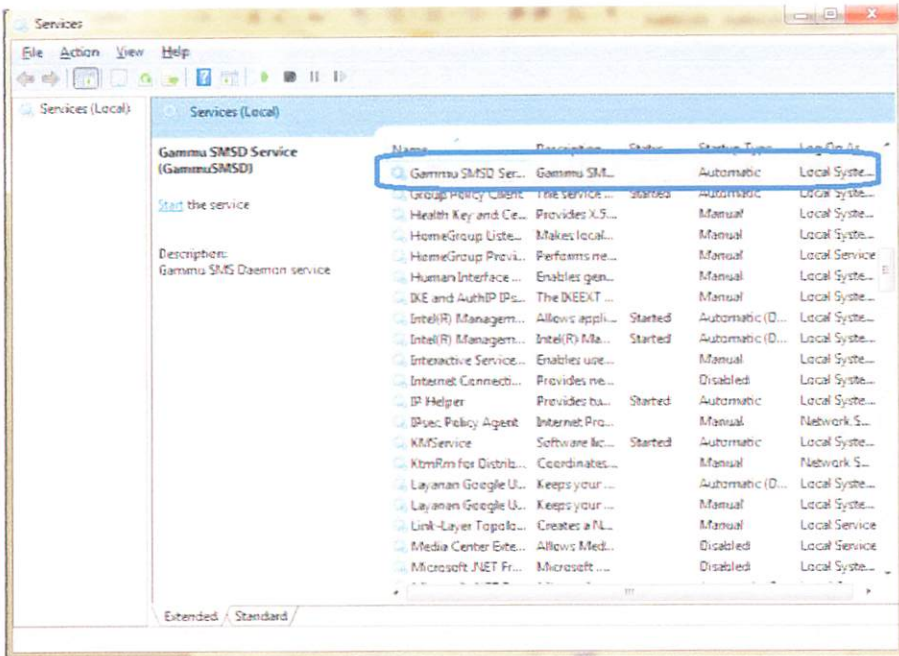 Services
File Action View Help
Services (Local)
Services (Local)
Gammu SMSD Service
(GammuSMSD)
Start the service
Description:
Gammu SMS Daemon service
Name Description Status Startup Type Log On As
Gammu SMSD Ser... Gammu SM... Automatic Local Syste...
Group Policy Client The service ... Started Automatic Local Syste...
Health Key and Ce... Provides X.5... Manual Local Syste...
HomeGroup Liste... Makes local... Manual Local Syste...
HomeGroup Provi... Performs ne... Manual Local Service
Human Interface ... Enables gen... Manual Local Syste...
IKE and AuthIP IPs... The IKEEXT ... Manual Local Syste...
Intel(R) Managem... Allows appli... Started Automatic (D... Local Syste...
Intel(R) Managem... Intel(R) Ma... Started Automatic (D... Local Syste...
Interactive Service... Enables use... Manual Local Syste...
Internet Connecti... Provides ne... Disabled Local Syste...
IP Helper Provides tu... Started Automatic Local Syste...
IPsec Policy Agent Internet Pro... Manual Network S...
KMService Software lic... Started Automatic Local Syste...
KtmRm for Distrib... Coordinates... Manual Network S...
Layanan Google U... Keeps your ... Automatic (D... Local Syste...
Layanan Google U... Keeps your ... Manual Local Syste...
Link-Layer Topolo... Creates a N... Manual Local Service
Media Center Exte... Allows Med... Disabled Local Service
Microsoft .NET Fr... Microsoft .... Disabled Local Syste...
Extended Standard